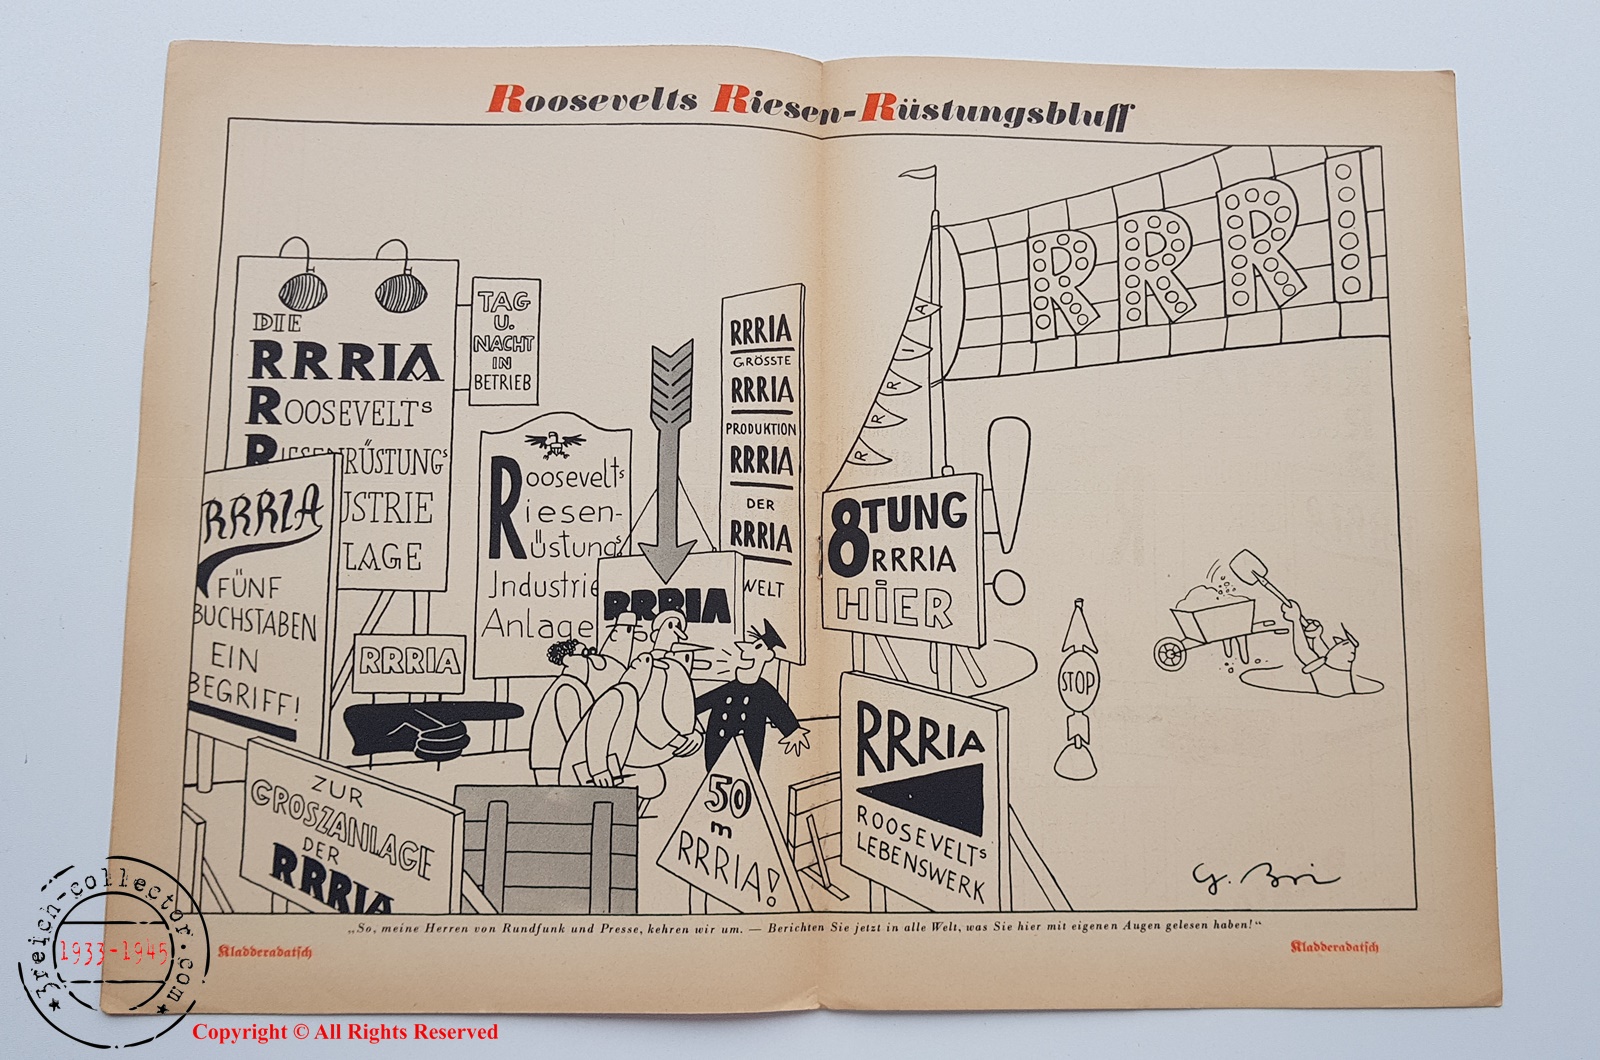 Roosevelts Riesen-Rüstungsbluff
DIE
RRRIA
ROOSEVELTS
RIESENRÜSTUNGS
USTRIE
LAGE
TAG
U.
NACHT
IN
BETRIEB
RRRIA
FÜNF
BUCHSTABEN
EIN
BEGRIFF!
RRRIA
Roosevelts
Riesen-
Rüstungs
Industrie
Anlage
RRRIA
RRRIA
GRÖSSTE
RRRIA
PRODUKTION
RRRIA
DER
RRRIA
WELT
RRRIA
RRRI
8TUNG
RRRIA
HiER
STOP
RRRIA
ROOSEVELTS
LEBENSWERK
50
m
RRRIA!
ZUR
GROSZANLAGE
DER
RRRIA
„So, meine Herren von Rundfunk und Presse, kehren wir um. — Berichten Sie jetzt in alle Welt, was Sie hier mit eigenen Augen gelesen haben!“
Kladderadatsch
Kladderadatsch
3reich-collector.com
1933-1945
Copyright © All Rights Reserved